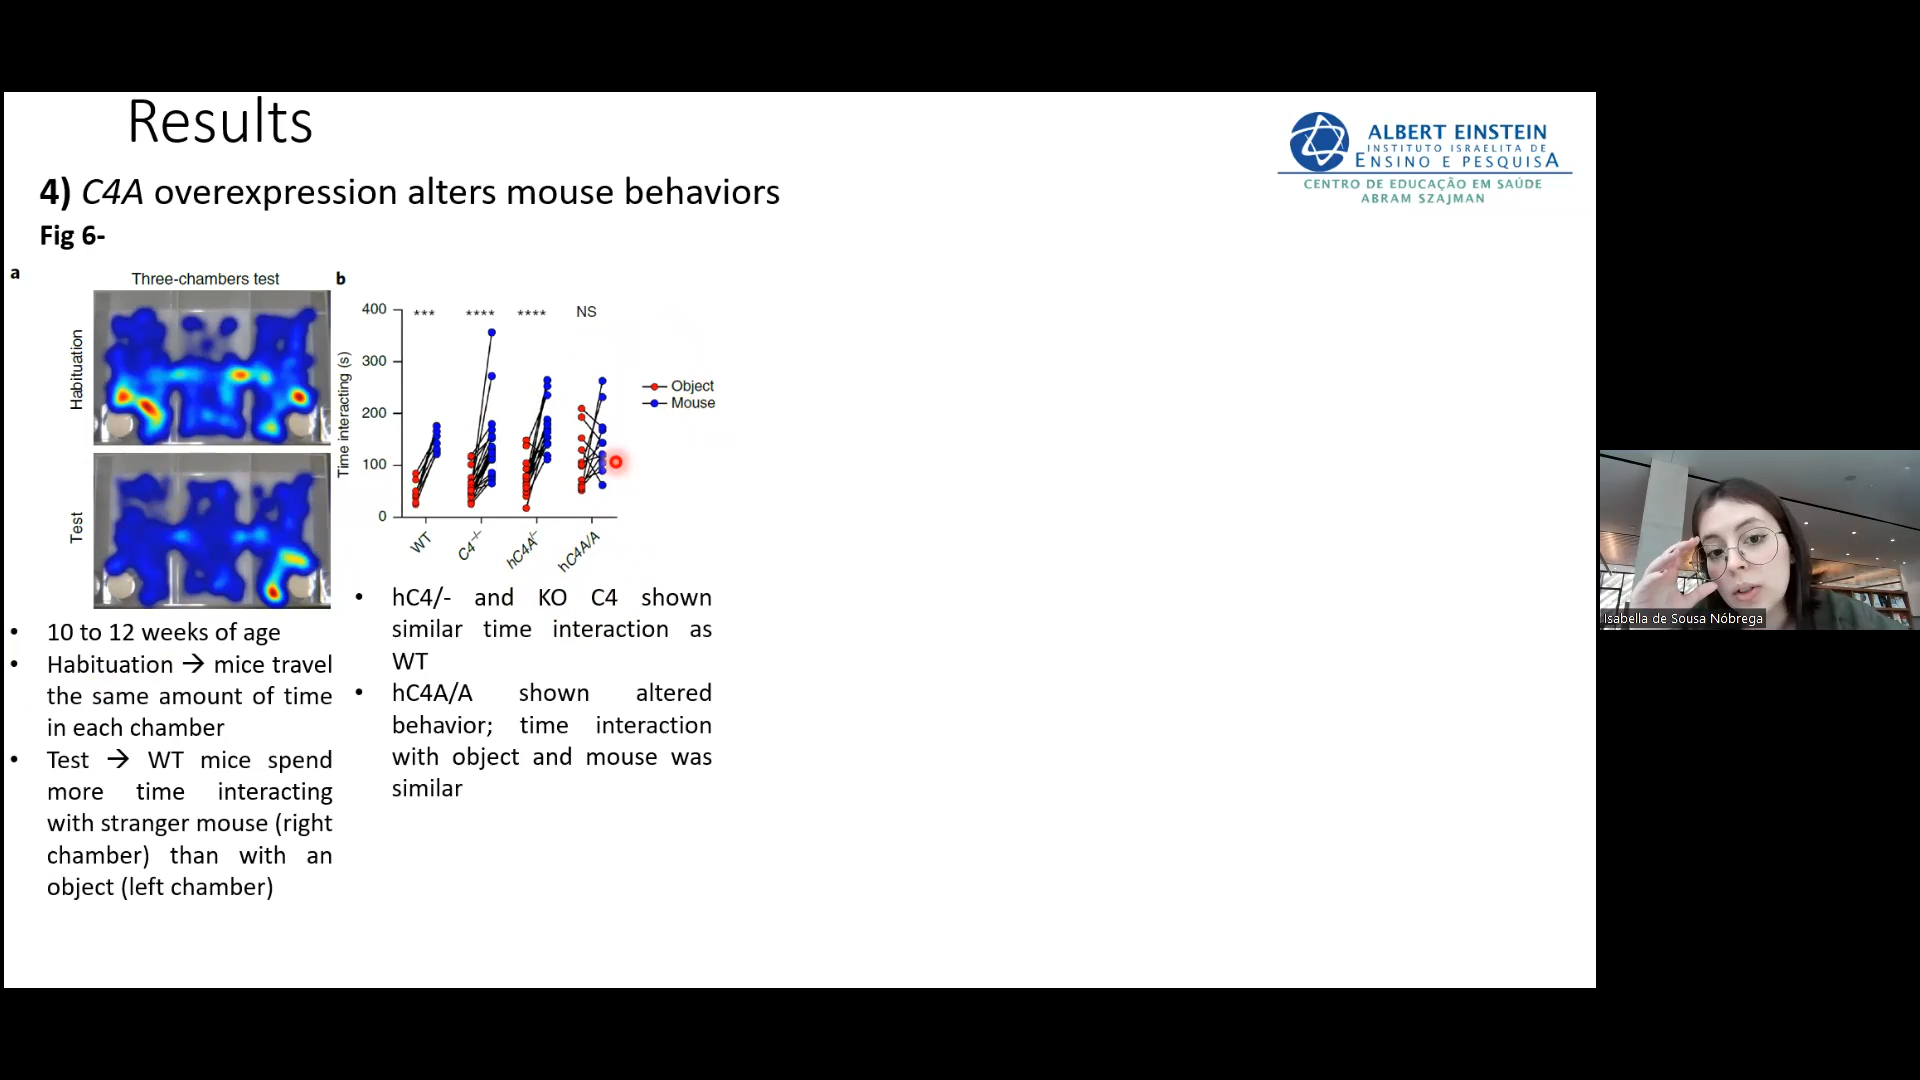 Results
ALBERT EINSTEIN
INSTITUTO ISRAELITA DE
ENSINO E PESQUISA
CENTRO DE EDUCAÇÃO EM SAÚDE
ABRAM SZAJMAN
4) C4A overexpression alters mouse behaviors
Fig 6-
a
Three-chambers test
Habituation
Test
b
400
300
200
100
0
Time interacting (s)
***
****
****
NS
Object
Mouse
WT
C4-/-
hC4A/-
hC4A/A
• 10 to 12 weeks of age
• Habituation → mice travel
the same amount of time
in each chamber
• Test → WT mice spend
more time interacting
with stranger mouse (right
chamber) than with an
object (left chamber)
• hC4/- and KO C4 shown
similar time interaction as
WT
• hC4A/A shown altered
behavior; time interaction
with object and mouse was
similar
Isabella de Sousa Nóbrega